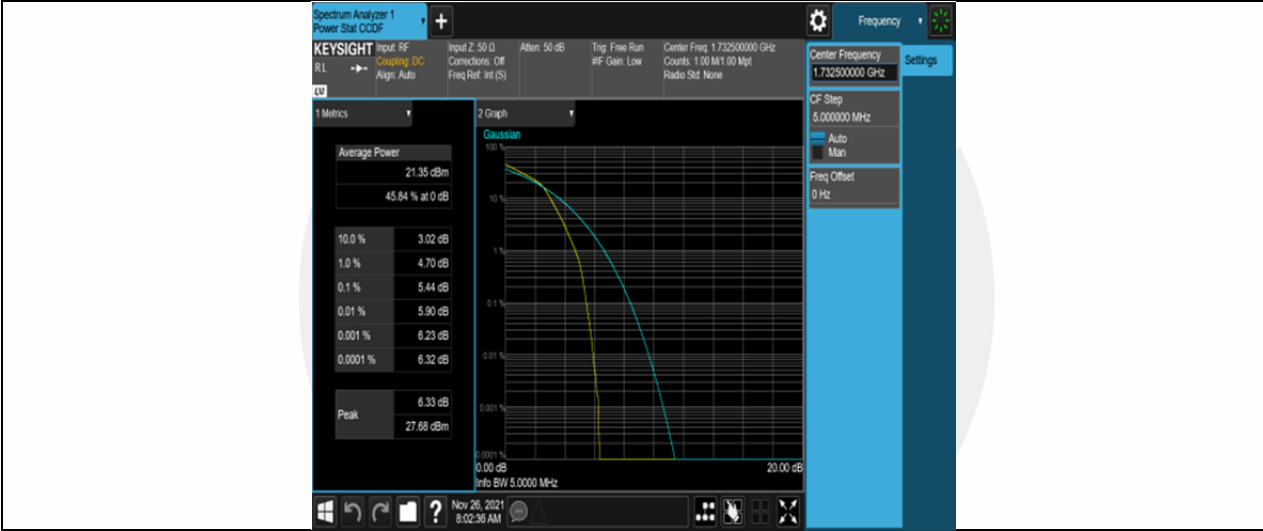 Spectrum Analyzer 1
Power Stat CCDF
+
Frequency
KEYSIGHT
RL
LV
Input: RF
Coupling: DC
Align: Auto
Input Z: 50 Ω
Corrections: Off
Freq Ref: Int (S)
Atten: 50 dB
Trig: Free Run
#IF Gain: Low
Center Freq: 1.732500000 GHz
Counts: 1.00 M/1.00 Mpt
Radio Std: None
Center Frequency
1.732500000 GHz
Settings
CF Step
5.000000 MHz
Auto
Man
Freq Offset
0 Hz
1 Metrics
Average Power
21.35 dBm
45.84 % at 0 dB
10.0 % 3.02 dB
1.0 % 4.70 dB
0.1 % 5.44 dB
0.01 % 5.90 dB
0.001 % 6.23 dB
0.0001 % 6.32 dB
Peak
6.33 dB
27.68 dBm
2 Graph
Gaussian
100 %
10 %
1 %
0.1 %
0.01 %
0.001 %
0.0001 %
0.00 dB 20.00 dB
Info BW 5.0000 MHz
?
Nov 26, 2021
8:02:36 AM